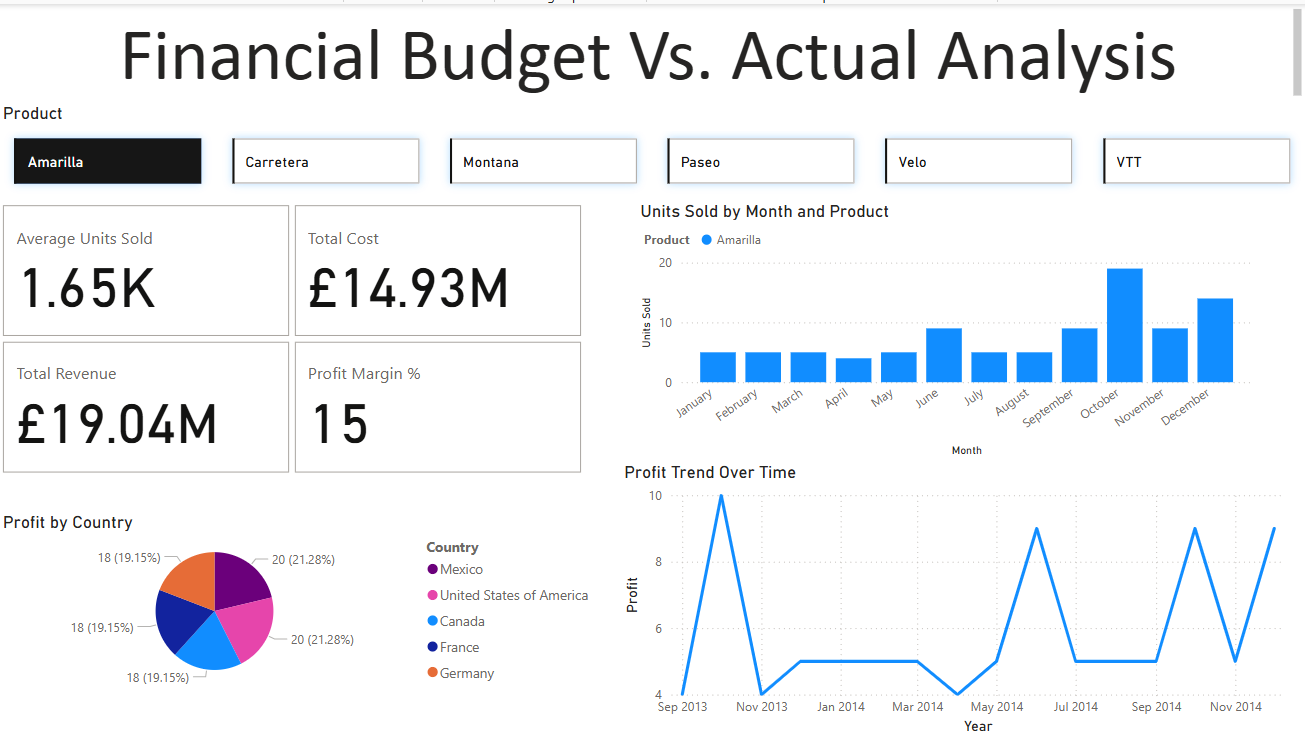 Financial Budget Vs. Actual Analysis
Product
Amarilla
Carretera
Montana
Paseo
Velo
VTT
Average Units Sold
1.65K
Total Cost
£14.93M
Total Revenue
£19.04M
Profit Margin %
15
Units Sold by Month and Product
Product Amarilla
Units Sold
20
10
0
January
February
March
April
May
June
July
August
September
October
November
December
Month
Profit by Country
18 (19.15%)
20 (21.28%)
18 (19.15%)
20 (21.28%)
18 (19.15%)
Country
Mexico
United States of America
Canada
France
Germany
Profit Trend Over Time
Profit
10
8
6
4
Sep 2013
Nov 2013
Jan 2014
Mar 2014
May 2014
Jul 2014
Sep 2014
Nov 2014
Year